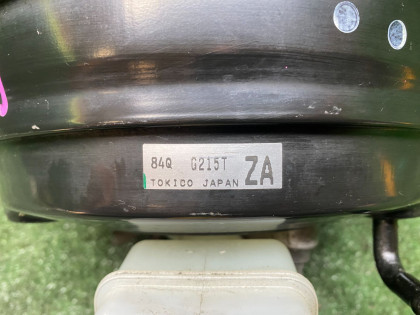 84Q G215T ZA
TOKICO JAPAN